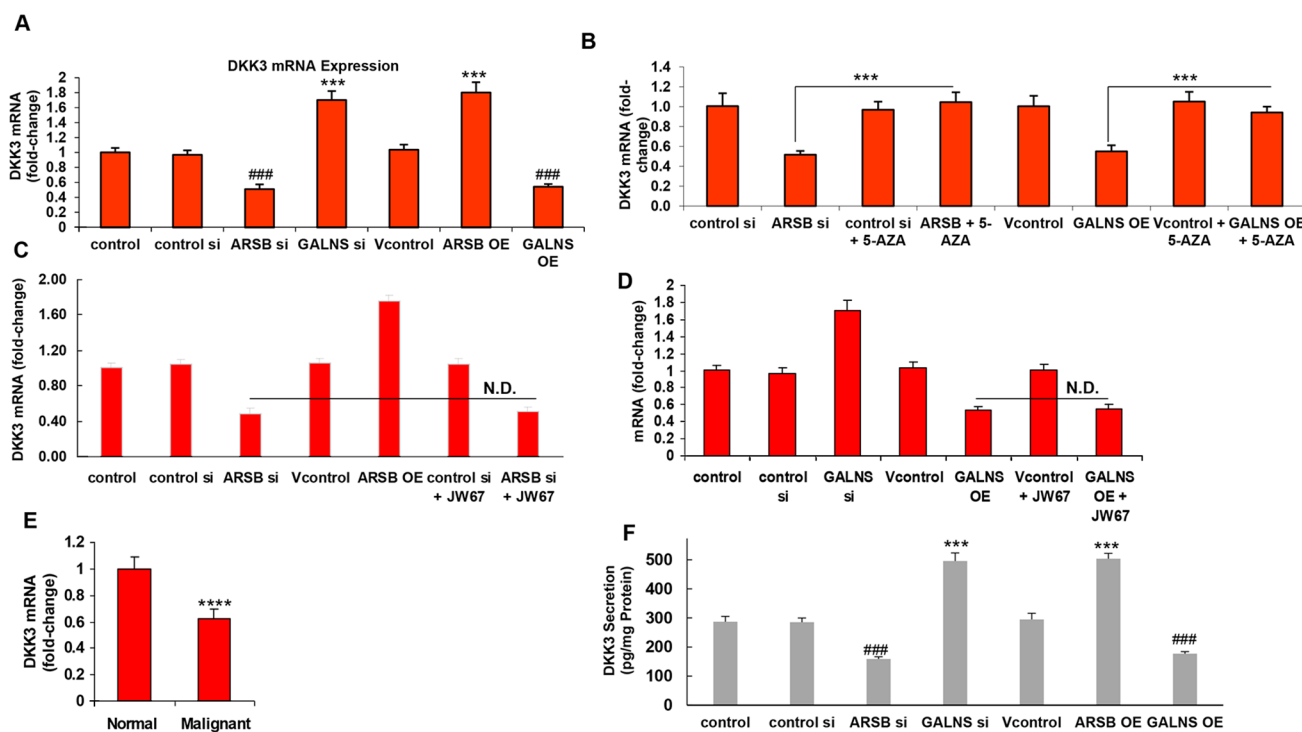 A
DKK3 mRNA Expression
DKK3 mRNA
(fold-change)
2
1.8
1.6
1.4
1.2
1
0.8
0.6
0.4
0.2
0
###
***
***
###
control
control si
ARSB si
GALNS si
Vcontrol
ARSB OE
GALNS
OE
B
DKK3 mRNA (fold-
change)
1.4
1.2
1.0
0.8
0.6
0.4
0.2
0.0
***
***
control si
ARSB si
control si
+ 5-AZA
ARSB + 5-
AZA
Vcontrol
GALNS OE
Vcontrol +
5-AZA
GALNS OE
+ 5-AZA
C
DKK3 mRNA (fold-change)
2.00
1.60
1.20
0.80
0.40
0.00
N.D.
control
control si
ARSB si
Vcontrol
ARSB OE
control si
+ JW67
ARSB si
+ JW67
D
mRNA (fold-change)
2
1.8
1.6
1.4
1.2
1
0.8
0.6
0.4
0.2
0
N.D.
control
control
si
GALNS
si
Vcontrol
GALNS
OE
Vcontrol
+ JW67
GALNS
OE +
JW67
E
DKK3 mRNA
(fold-change)
1.2
1
0.8
0.6
0.4
0.2
0
****
Normal
Malignant
F
DKK3 Secretion
(pg/mg Protein)
500
400
300
200
100
0
###
***
***
###
control
control si
ARSB si
GALNS si
Vcontrol
ARSB OE
GALNS OE